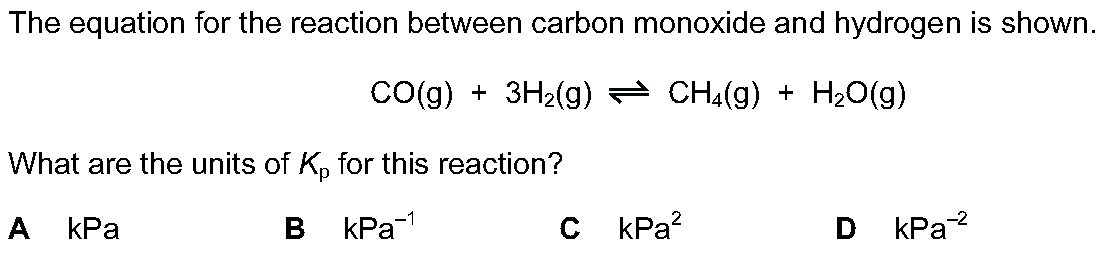 The equation for the reaction between carbon monoxide and hydrogen is shown.
CO(g) + 3H₂(g) ⇌ CH₄(g) + H₂O(g)
What are the units of Kₚ for this reaction?
A kPa B kPa⁻¹ C kPa² D kPa⁻²